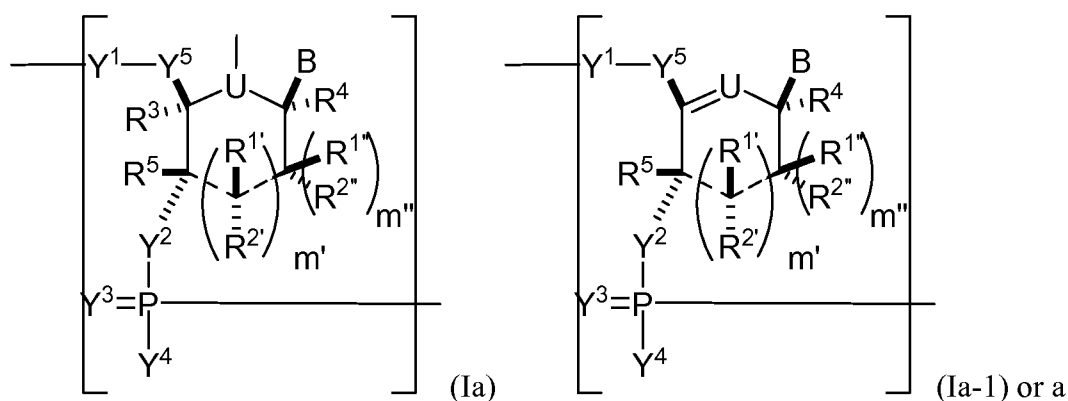 Y¹ Y⁵ B Y¹ Y⁵ B
U R⁴ U R⁴
R³ R¹' R¹'' R¹' R¹''
R⁵ R⁵
R²'' m'' R²'' m''
Y² R²' m' Y² R²' m'
Y³=P Y³=P
Y⁴ (Ia) Y⁴ (Ia-1) or a